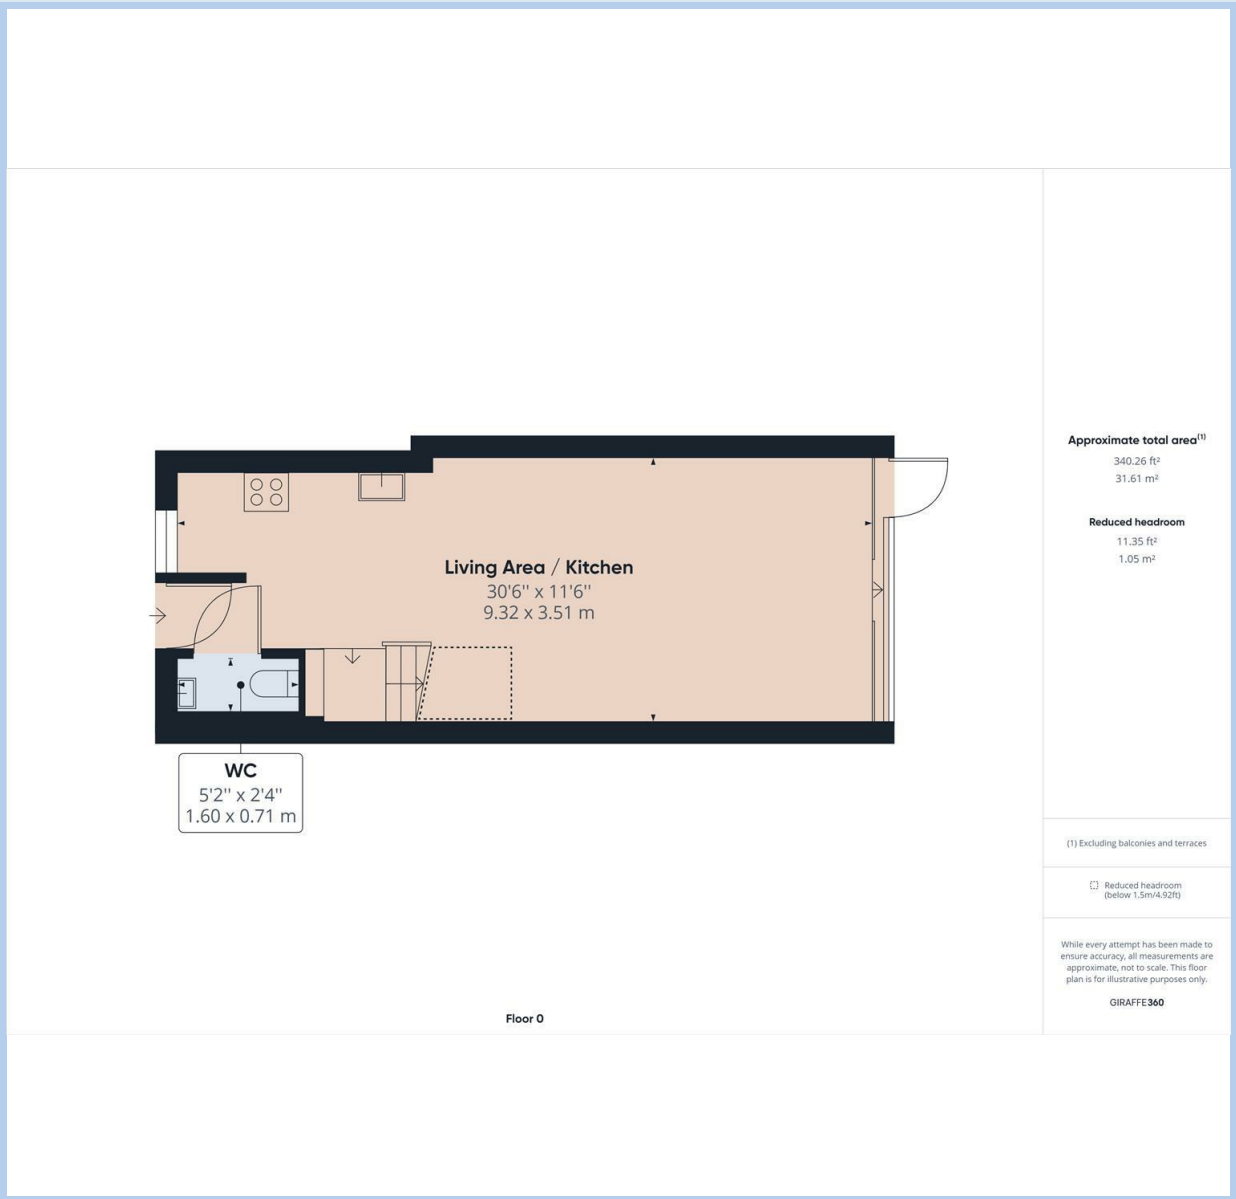 Living Area / Kitchen
30'6'' x 11'6''
9.32 x 3.51 m
WC
5'2'' x 2'4''
1.60 x 0.71 m
Floor 0
Approximate total area(1)
340.26 ft²
31.61 m²
Reduced headroom
11.35 ft²
1.05 m²
(1) Excluding balconies and terraces
Reduced headroom
(below 1.5m/4.92ft)
While every attempt has been made to
ensure accuracy, all measurements are
approximate, not to scale. This floor
plan is for illustrative purposes only.
GIRAFFE360